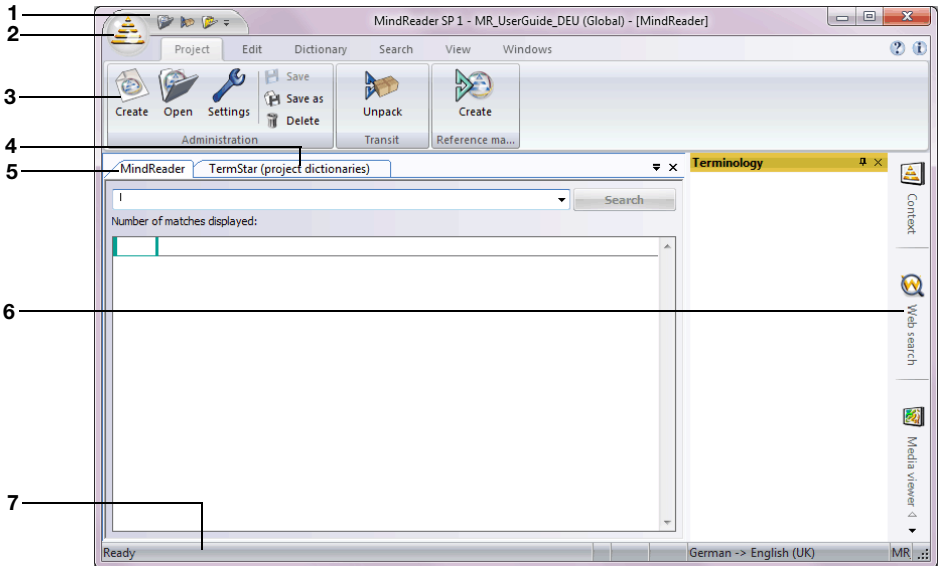 1
2
3
4
5
6
7
MindReader SP 1 - MR_UserGuide_DEU (Global) - [MindReader]
Project Edit Dictionary Search View Windows
Create Open Settings
Save
Save as
Delete
Unpack
Create
Administration Transit Reference ma...
MindReader TermStar (project dictionaries)
Search
Number of matches displayed:
Terminology
Context
Web search
Media viewer
Ready
German -> English (UK)
MR